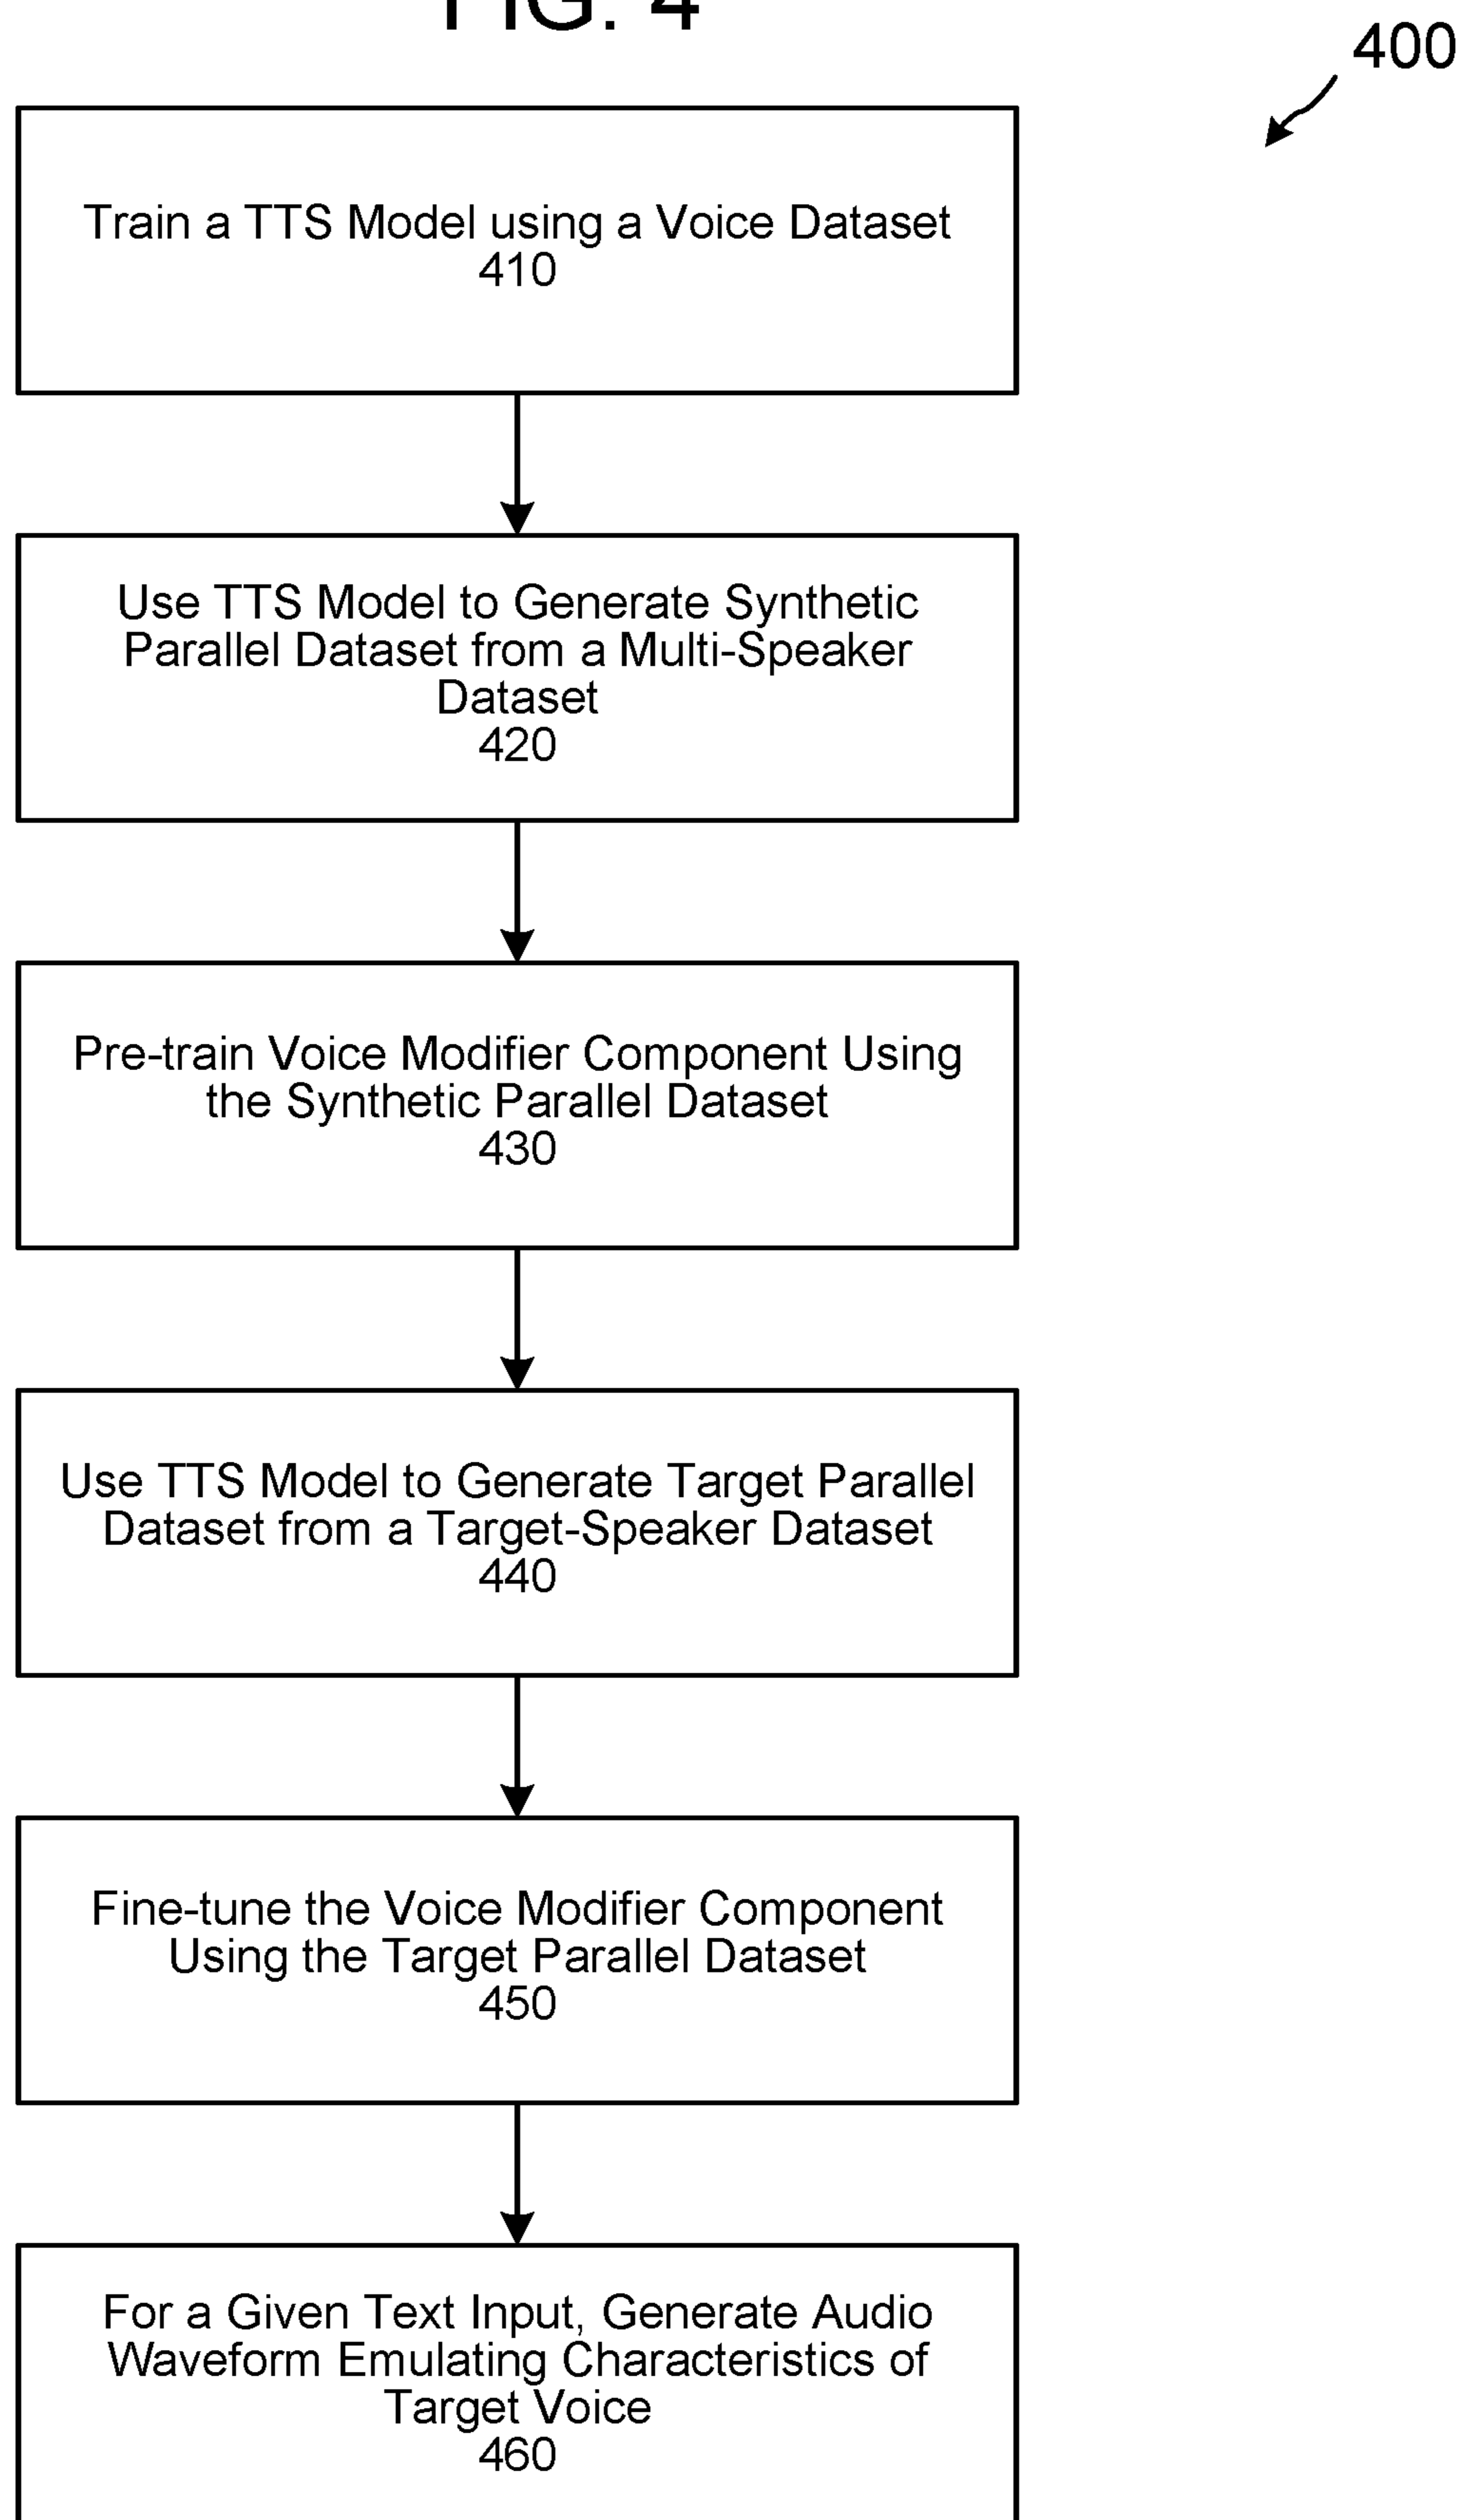 FIG. 4
400
Train a TTS Model using a Voice Dataset
410
Use TTS Model to Generate Synthetic
Parallel Dataset from a Multi-Speaker
Dataset
420
Pre-train Voice Modifier Component Using
the Synthetic Parallel Dataset
430
Use TTS Model to Generate Target Parallel
Dataset from a Target-Speaker Dataset
440
Fine-tune the Voice Modifier Component
Using the Target Parallel Dataset
450
For a Given Text Input, Generate Audio
Waveform Emulating Characteristics of
Target Voice
460